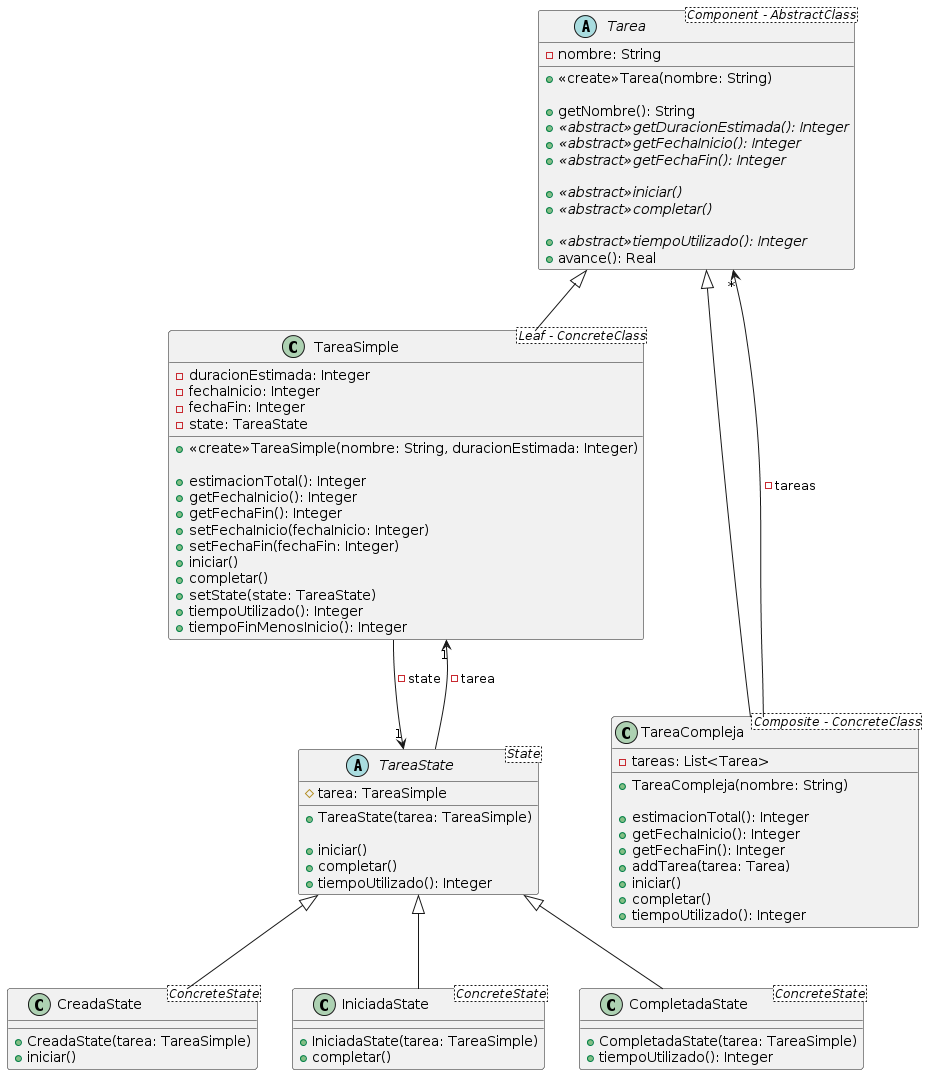 A Tarea
Component - AbstractClass
nombre: String
«create»Tarea(nombre: String)
getNombre(): String
«abstract»getDuracionEstimada(): Integer
«abstract»getFechaInicio(): Integer
«abstract»getFechaFin(): Integer
«abstract»iniciar()
«abstract»completar()
«abstract»tiempoUtilizado(): Integer
avance(): Real
*
C TareaSimple
Leaf - ConcreteClass
duracionEstimada: Integer
fechaInicio: Integer
fechaFin: Integer
state: TareaState
«create»TareaSimple(nombre: String, duracionEstimada: Integer)
estimacionTotal(): Integer
getFechaInicio(): Integer
getFechaFin(): Integer
setFechaInicio(fechaInicio: Integer)
setFechaFin(fechaFin: Integer)
iniciar()
completar()
setState(state: TareaState)
tiempoUtilizado(): Integer
tiempoFinMenosInicio(): Integer
tareas
1
state
tarea
1
C TareaCompleja
Composite - ConcreteClass
tareas: List<Tarea>
TareaCompleja(nombre: String)
estimacionTotal(): Integer
getFechaInicio(): Integer
getFechaFin(): Integer
addTarea(tarea: Tarea)
iniciar()
completar()
tiempoUtilizado(): Integer
A TareaState
State
tarea: TareaSimple
TareaState(tarea: TareaSimple)
iniciar()
completar()
tiempoUtilizado(): Integer
C CreadaState
ConcreteState
CreadaState(tarea: TareaSimple)
iniciar()
C IniciadaState
ConcreteState
IniciadaState(tarea: TareaSimple)
completar()
C CompletadaState
ConcreteState
CompletadaState(tarea: TareaSimple)
tiempoUtilizado(): Integer